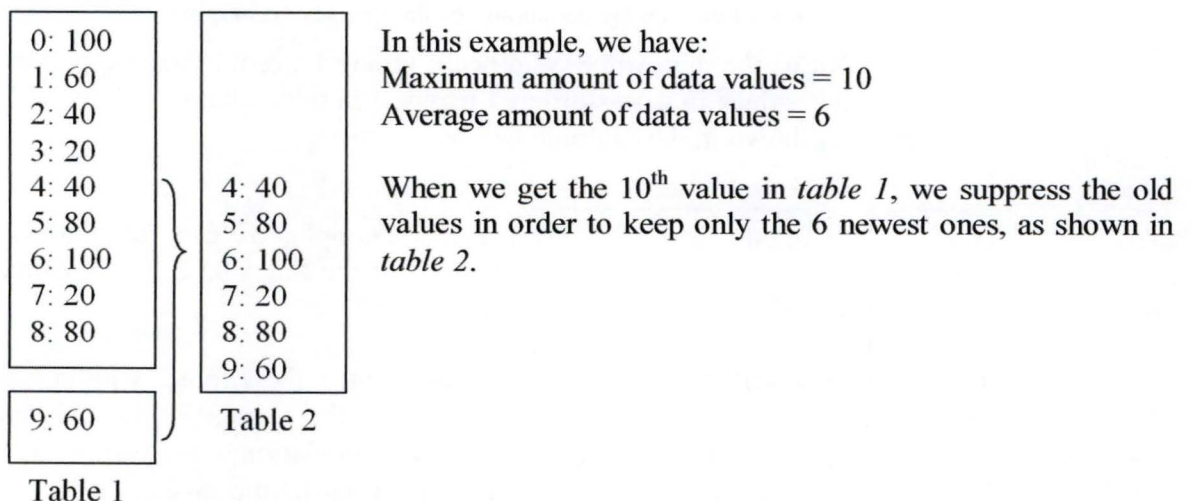 0: 100
1: 60
2: 40
3: 20
4: 40
5: 80
6: 100
7: 20
8: 80
9: 60
Table 1
4: 40
5: 80
6: 100
7: 20
8: 80
9: 60
Table 2
In this example, we have:
Maximum amount of data values = 10
Average amount of data values = 6
When we get the 10th value in table 1, we suppress the old
values in order to keep only the 6 newest ones, as shown in
table 2.